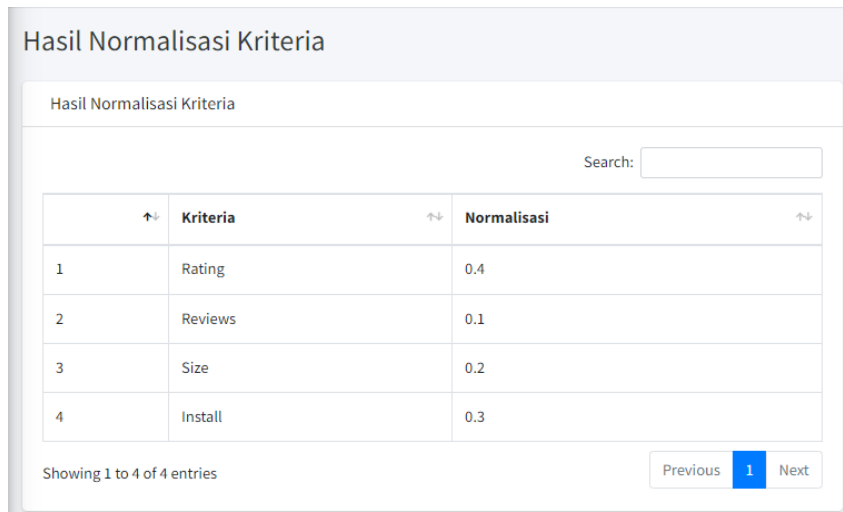 Hasil Normalisasi Kriteria
Hasil Normalisasi Kriteria
Search:
Kriteria Normalisasi
1 Rating 0.4
2 Reviews 0.1
3 Size 0.2
4 Install 0.3
Showing 1 to 4 of 4 entries Previous 1 Next